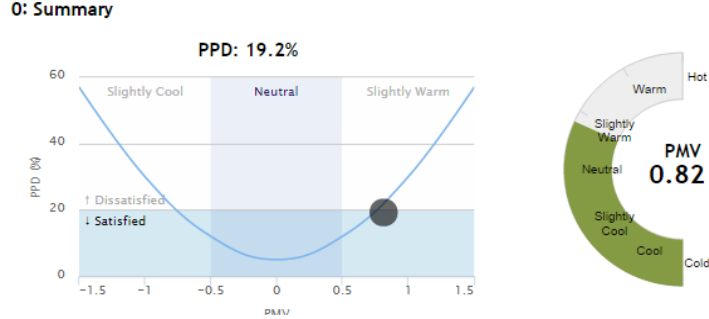 0: Summary
PPD: 19.2%
60
40
20
0
PPD (%)
Slightly Cool
Neutral
Slightly Warm
↑ Dissatisfied
↓ Satisfied
-1.5
-1
-0.5
0
0.5
1
1.5
PMV
Hot
Warm
Slightly
Warm
Neutral
Slightly
Cool
Cool
Cold
PMV
0.82